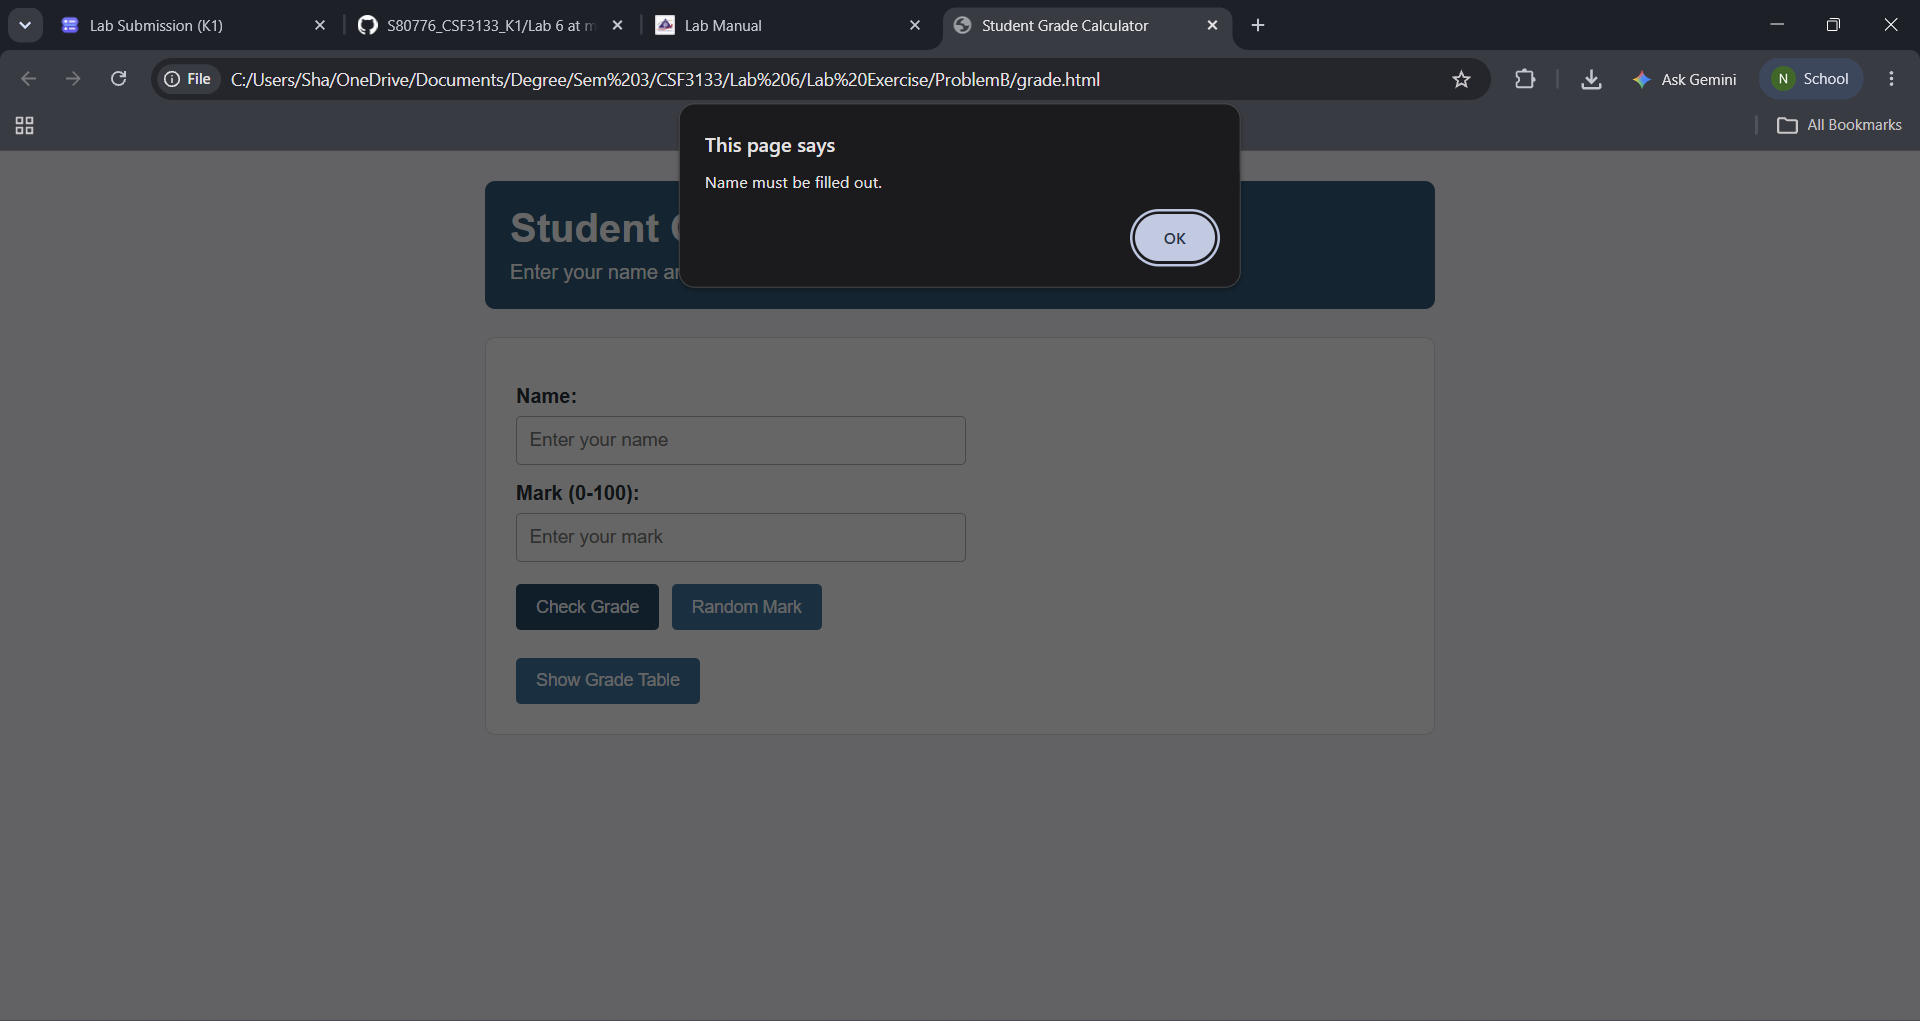 Lab Submission (K1)
S80776_CSF3133_K1/Lab 6 at m
Lab Manual
Student Grade Calculator
File
C:/Users/Sha/OneDrive/Documents/Degree/Sem%203/CSF3133/Lab%206/Lab%20Exercise/ProblemB/grade.html
Ask Gemini
N
School
All Bookmarks
This page says
Name must be filled out.
OK
Student
Enter your name
Name:
Enter your name
Mark (0-100):
Enter your mark
Check Grade
Random Mark
Show Grade Table